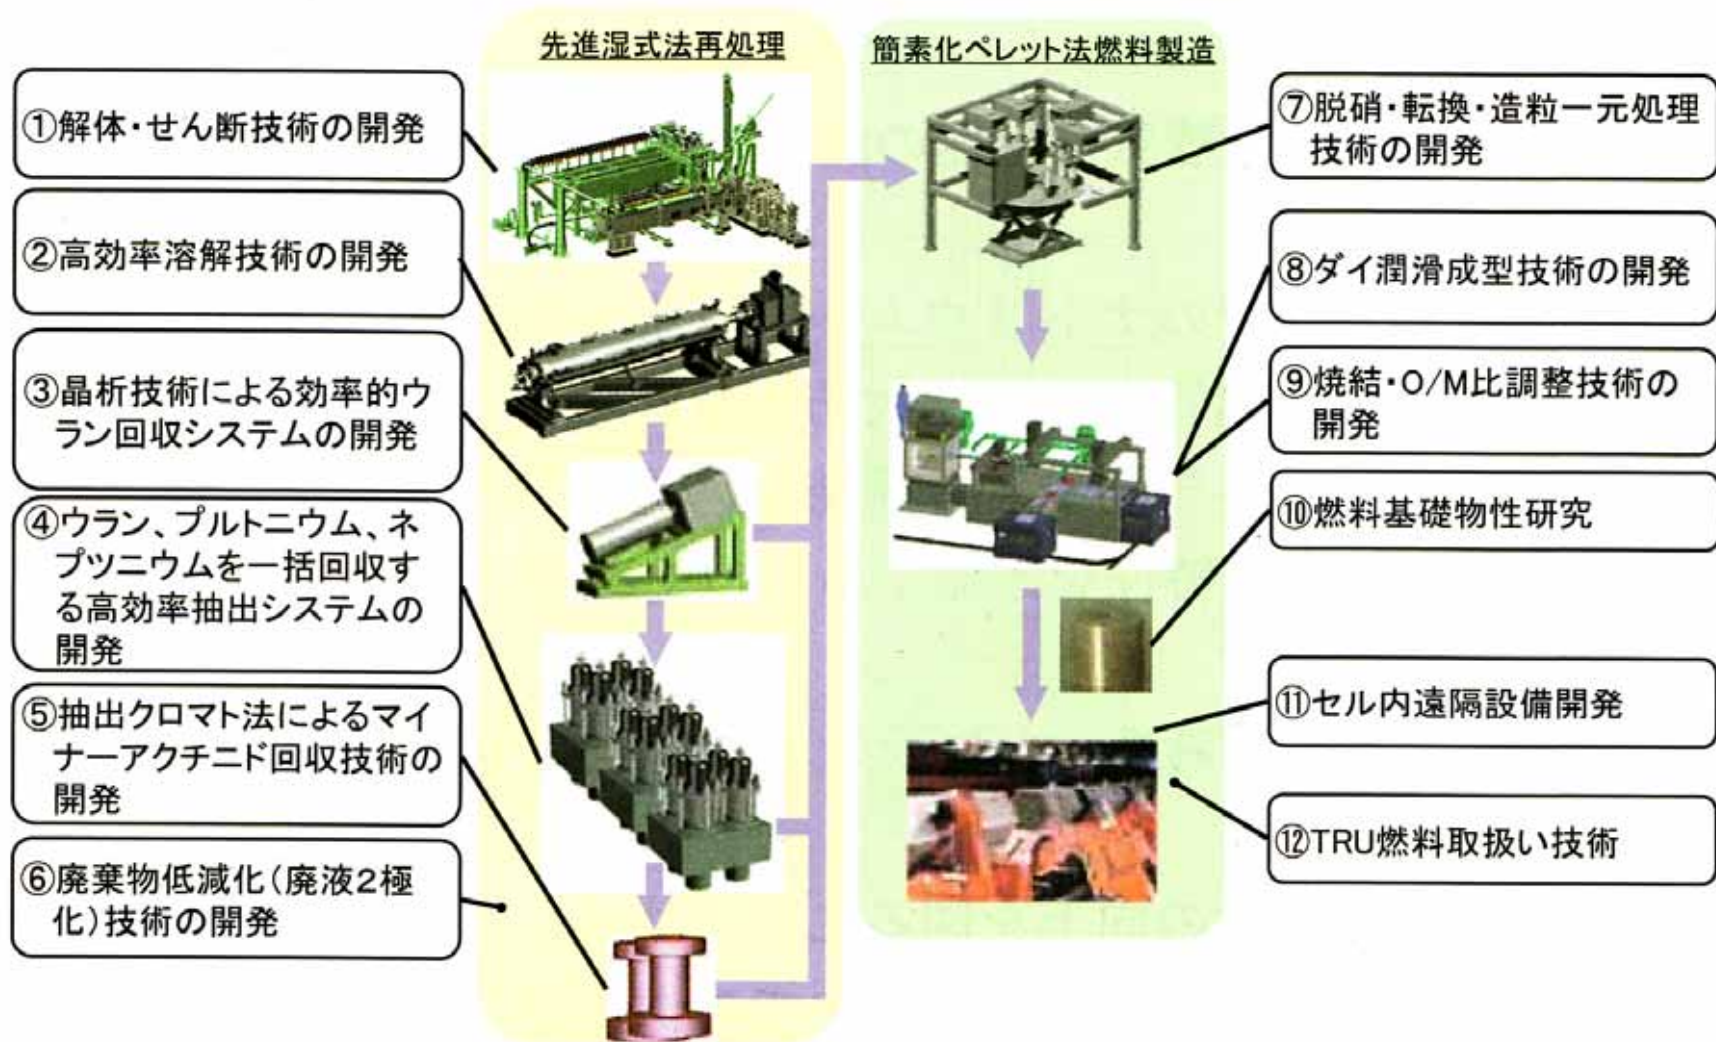 先進湿式法再処理
①解体・せん断技術の開発
②高効率溶解技術の開発
③晶析技術による効率的ウ
ラン回収システムの開発
④ウラン、プルトニウム、ネ
プツニウムを一括回収す
る高効率抽出システムの
開発
⑤抽出クロマト法によるマイ
ナーアクチニド回収技術の
開発
⑥廃棄物低減化(廃液2極
化)技術の開発
簡素化ペレット法燃料製造
⑦脱硝・転換・造粒一元処理
技術の開発
⑧ダイ潤滑成型技術の開発
⑨焼結・O/M比調整技術の
開発
⑩燃料基礎物性研究
⑪セル内遠隔設備開発
⑫TRU燃料取扱い技術